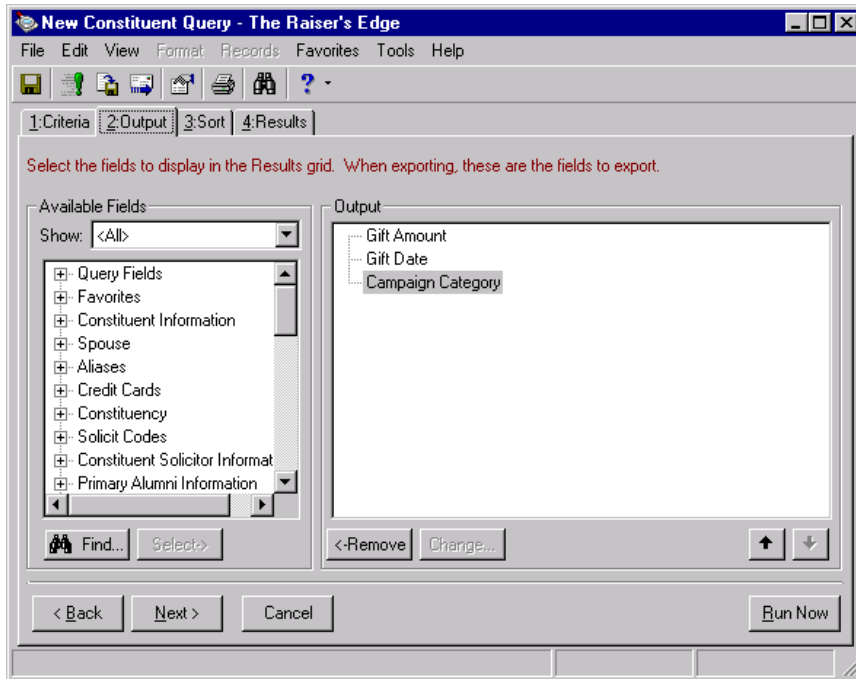 New Constituent Query - The Raiser's Edge
File Edit View Format Records Favorites Tools Help
?
1:Criteria 2:Output 3:Sort 4:Results
Select the fields to display in the Results grid. When exporting, these are the fields to export.
Available Fields
Show: <All>
Query Fields
Favorites
Constituent Information
Spouse
Aliases
Credit Cards
Constituency
Solicit Codes
Constituent Solicitor Informat
Primary Alumni Information
Find... Select->
Output
Gift Amount
Gift Date
Campaign Category
<-Remove Change...
< Back Next > Cancel Run Now